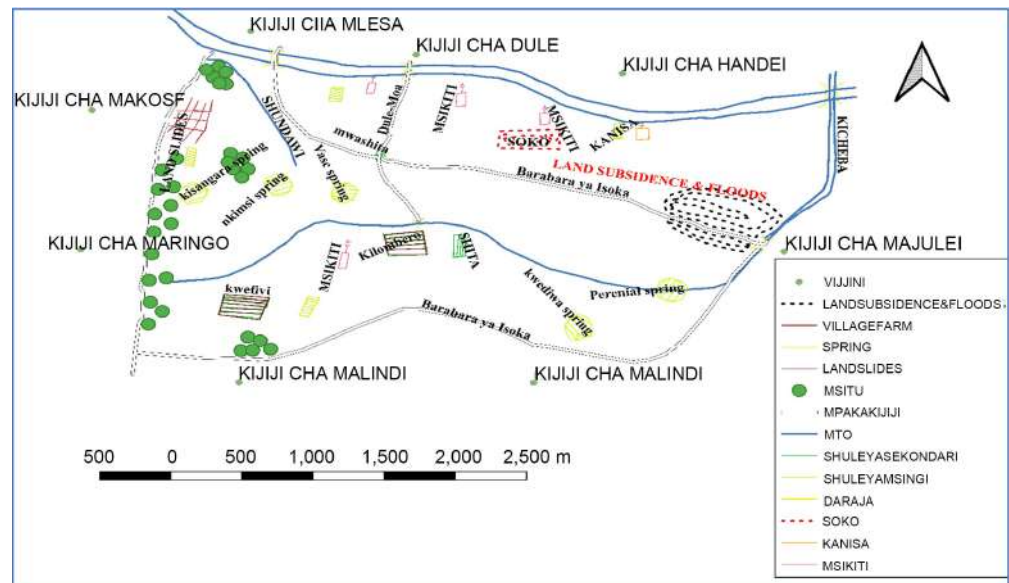 KIJIJI CIIA MLESA
KIJIJI CHA DULE
KIJIJI CHA HANDEI
KIJIJI CHA MAKOSF
LAND SLIDES
SHUNDAWI
mwashita
Dule-Moa
MSIKITI
MSIKITI
SOKO
KANISA
KICHEBA
kisangara spring
nkimsi spring
Vasc spring
LAND SUBSIDENCE & FLOODS
Barabara ya Isoka
KIJIJI CHA MARINGO
MSIKITI
Kilombero
SHITA
KIJIJI CHA MAJULEI
kwefivi
kwediwa spring
Perenial spring
Barabara ya Isoka
KIJIJI CHA MALINDI
KIJIJI CHA MALINDI
500 0 500 1,000 1,500 2,000 2,500 m
VIJJINI
LANDSUBSIDENCE&FLOODS
VILLAGEFARM
SPRING
LANDSLIDES
MSITU
MPAKAKIJIJI
MTO
SHULEYASEKONDARI
SHULEYAMSINGI
DARAJA
SOKO
KANISA
MSIKITI